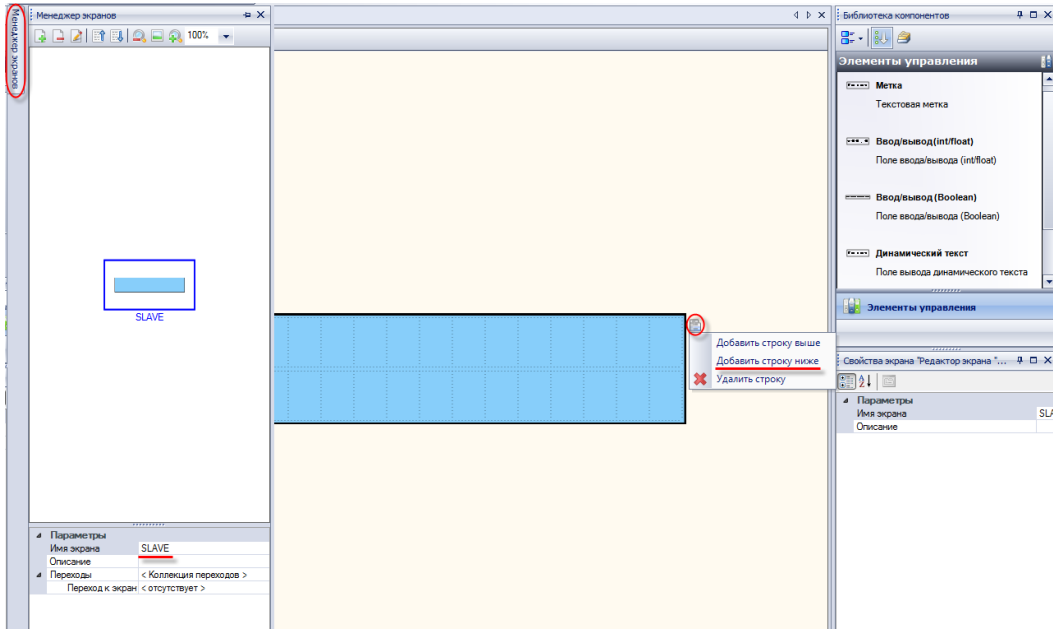 Менеджер экранов
Менеджер экранов
100%
SLAVE
Параметры
Имя экрана SLAVE
Описание
Переходы < Коллекция переходов >
Переход к экран < отсутствует >
Добавить строку выше
Добавить строку ниже
Удалить строку
Библиотека компонентов
Элементы управления
Метка
Текстовая метка
Ввод/вывод(int/float)
Поле ввода/вывода (int/float)
Ввод/вывод(Boolean)
Поле ввода/вывода (Boolean)
Динамический текст
Поле вывода динамического текста
Элементы управления
Свойства экрана "Редактор экрана "...
Параметры
Имя экрана SLA
Описание